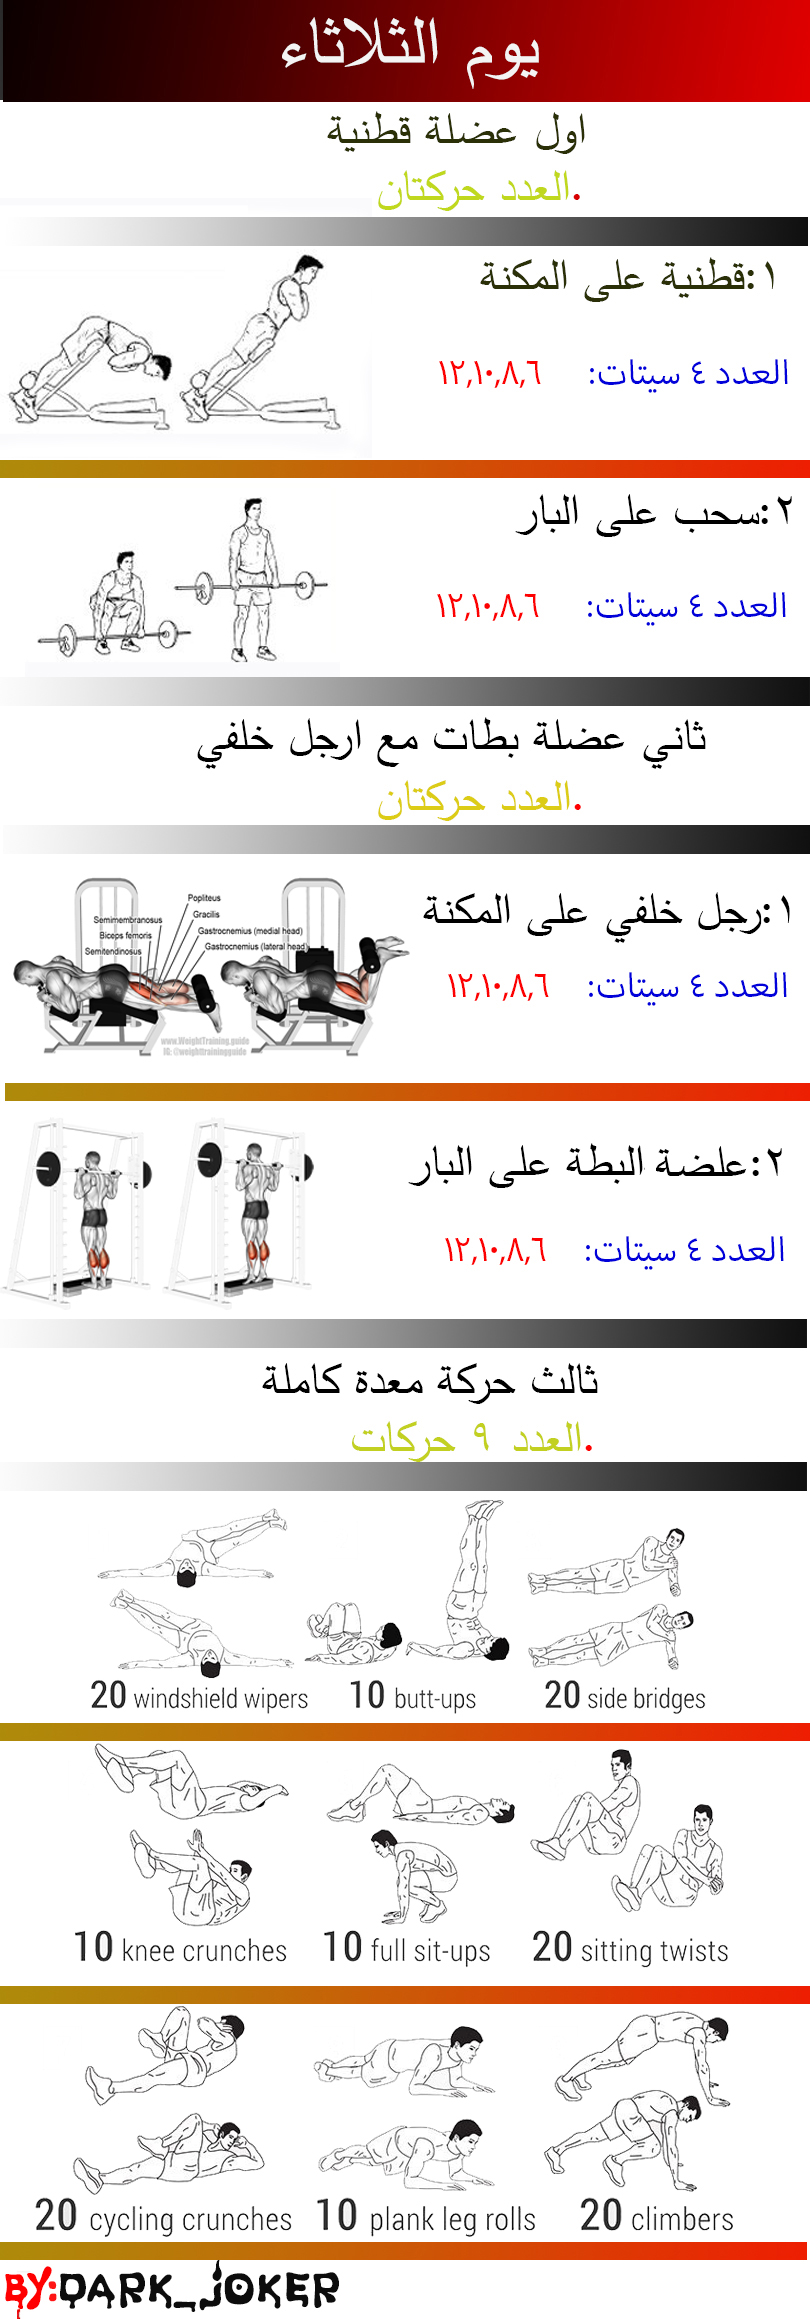 يوم الثلاثاء
اول عضلة قطنية
العدد حركتان.
١:قطنية على المكنة
العدد ٤ سيتات: ١٢,١٠,٨,٦
٢:سحب على البار
العدد ٤ سيتات: ١٢,١٠,٨,٦
ثاني عضلة بطات مع ارجل خلفي
العدد حركتان.
١:رجل خلفي على المكنة
العدد ٤ سيتات: ١٢,١٠,٨,٦
Popliteus
Gracilis
Semimembranosus
Gastrocnemius (medial head)
Biceps femoris
Gastrocnemius (lateral head)
Semitendinosus
www.WeightTraining.guide
IG: @weighttrainingguide
٢:علضة البطة على البار
العدد ٤ سيتات: ١٢,١٠,٨,٦
ثالث حركة معدة كاملة
العدد ٩ حركات.
20 windshield wipers
10 butt-ups
20 side bridges
10 knee crunches
10 full sit-ups
20 sitting twists
20 cycling crunches
10 plank leg rolls
20 climbers
BY:DARK_JOKER